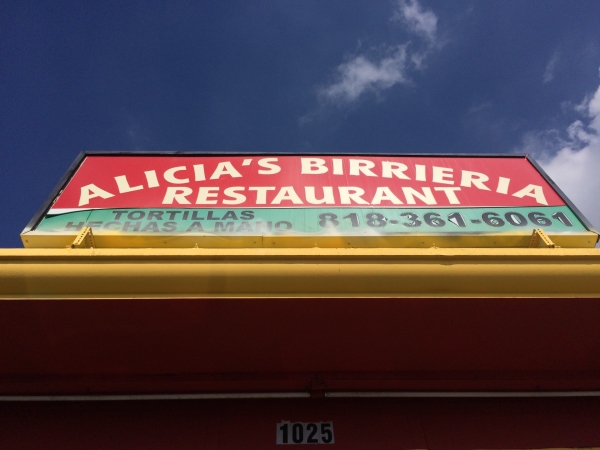 ALICIA'S BIRRIERIA
RESTAURANT
TORTILLAS
HECHAS A MANO
818-361-6061
1025